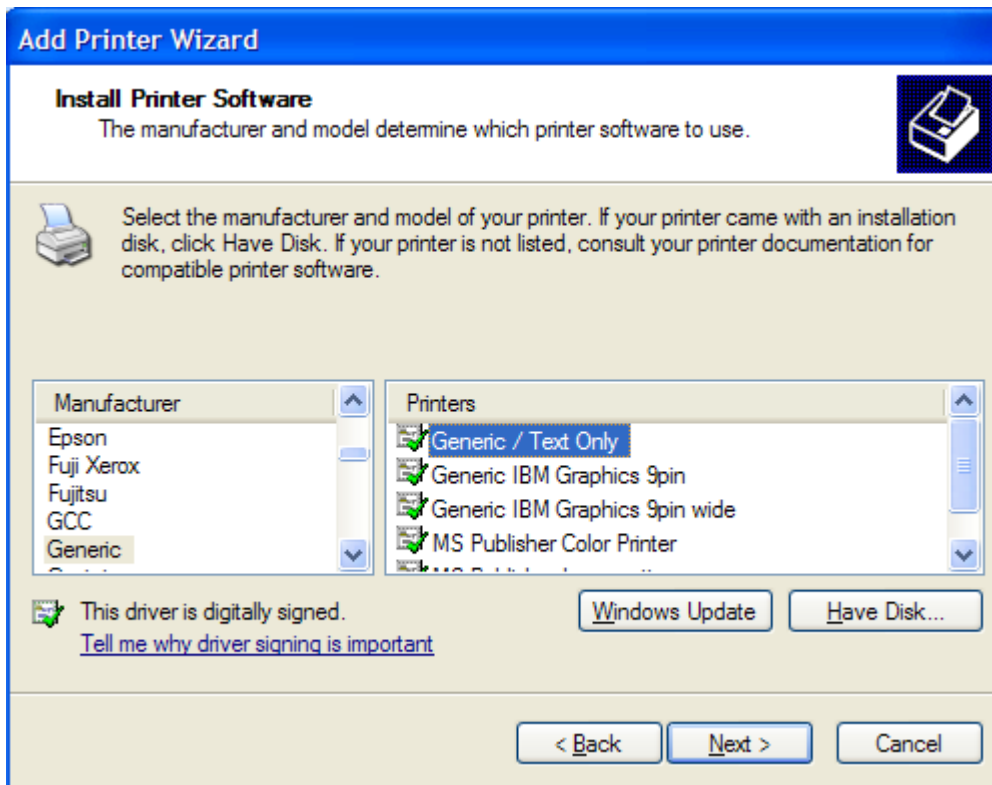 Add Printer Wizard
Install Printer Software
The manufacturer and model determine which printer software to use.
Select the manufacturer and model of your printer. If your printer came with an installation
disk, click Have Disk. If your printer is not listed, consult your printer documentation for
compatible printer software.
Manufacturer
Epson
Fuji Xerox
Fujitsu
GCC
Generic
Printers
Generic / Text Only
Generic IBM Graphics 9pin
Generic IBM Graphics 9pin wide
MS Publisher Color Printer
This driver is digitally signed.
Tell me why driver signing is important
Windows Update
Have Disk...
< Back
Next >
Cancel